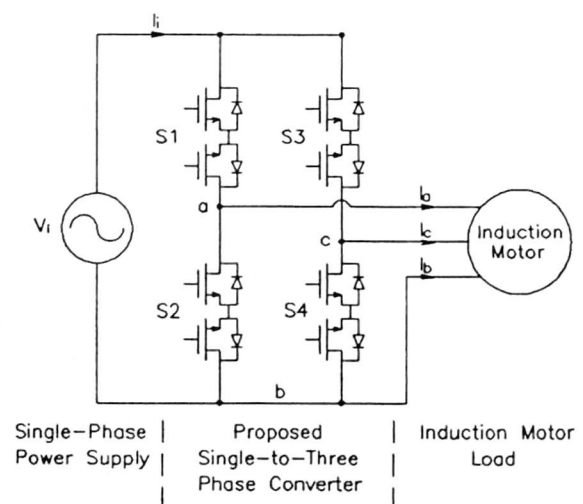 Ii
S1
S3
a
Ia
c
Ic
Induction
Motor
Vi
Ib
S2
S4
b
Single-Phase
Power Supply
Proposed
Single-to-Three
Phase Converter
Induction Motor
Load